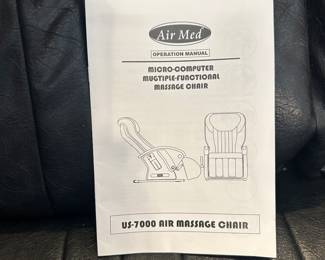 Air Med
OPERATION MANUAL
MICRO-COMPUTER
MUGTIPLE-FUNCTIONAL
MASSAGE CHAIR
US-7000 AIR MASSAGE CHAIR